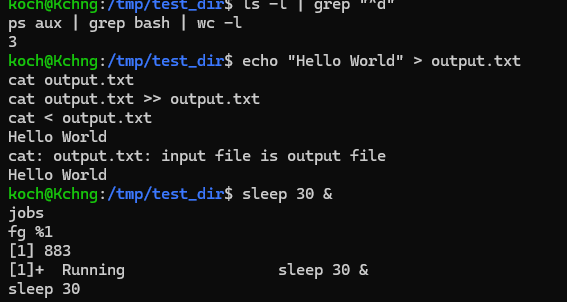 koch@Kchng:/tmp/test_dir$ ls -l | grep "^d"
ps aux | grep bash | wc -l
3
koch@Kchng:/tmp/test_dir$ echo "Hello World" > output.txt
cat output.txt
cat output.txt >> output.txt
cat < output.txt
Hello World
cat: output.txt: input file is output file
Hello World
koch@Kchng:/tmp/test_dir$ sleep 30 &
jobs
fg %1
[1] 883
[1]+  Running                 sleep 30 &
sleep 30